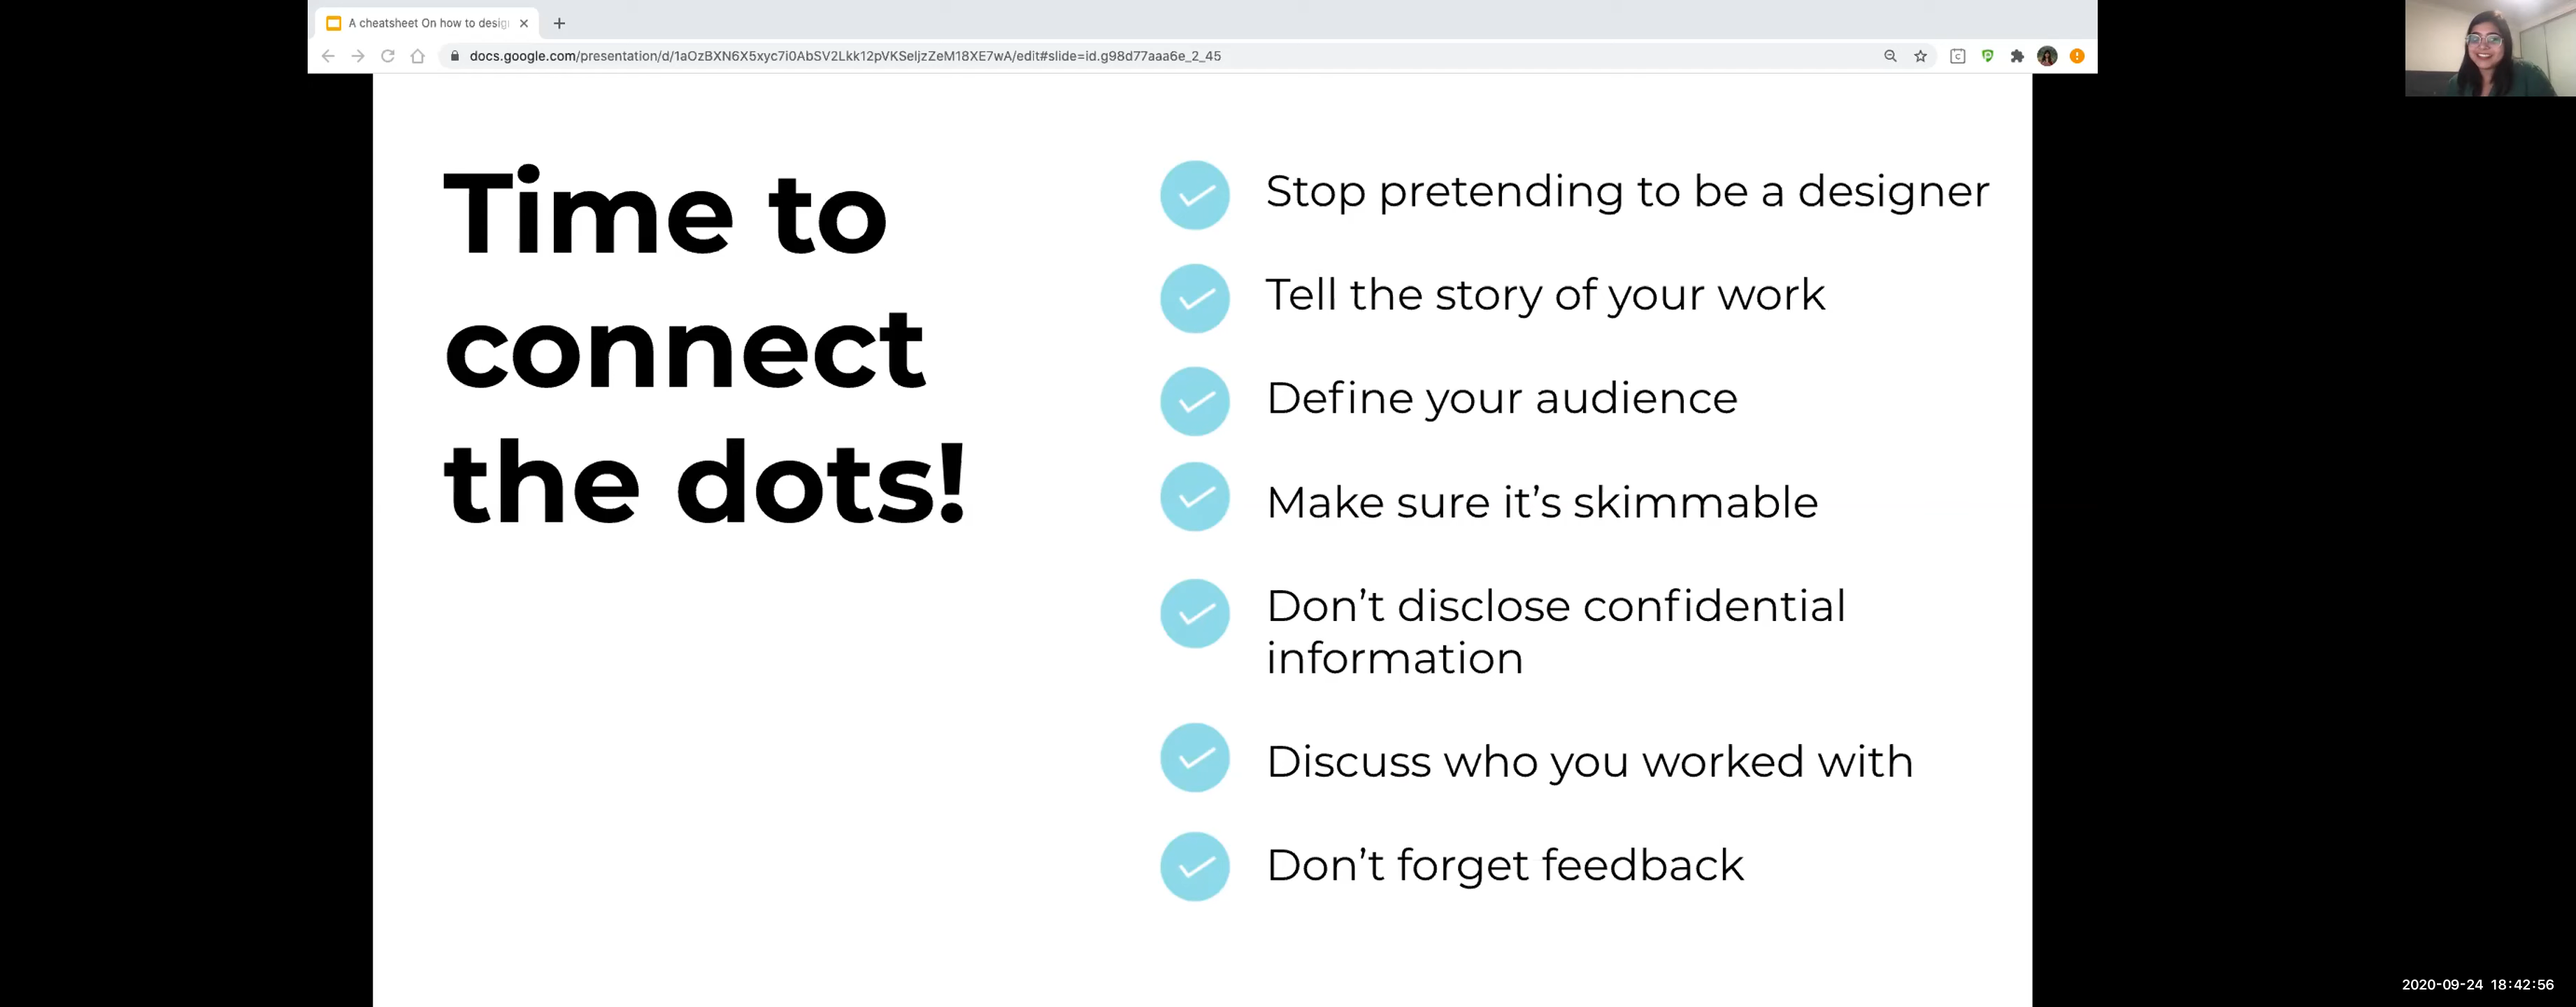 A cheatsheet On how to desig
docs.google.com/presentation/d/1aOzBXN6X5xyc7i0AbSV2Lkk12pVKSeljzZeM18XE7wA/edit#slide=id.g98d77aaa6e_2_45
Time to
connect
the dots!
Stop pretending to be a designer
Tell the story of your work
Define your audience
Make sure it’s skimmable
Don’t disclose confidential
information
Discuss who you worked with
Don’t forget feedback
2020-09-24 18:42:56